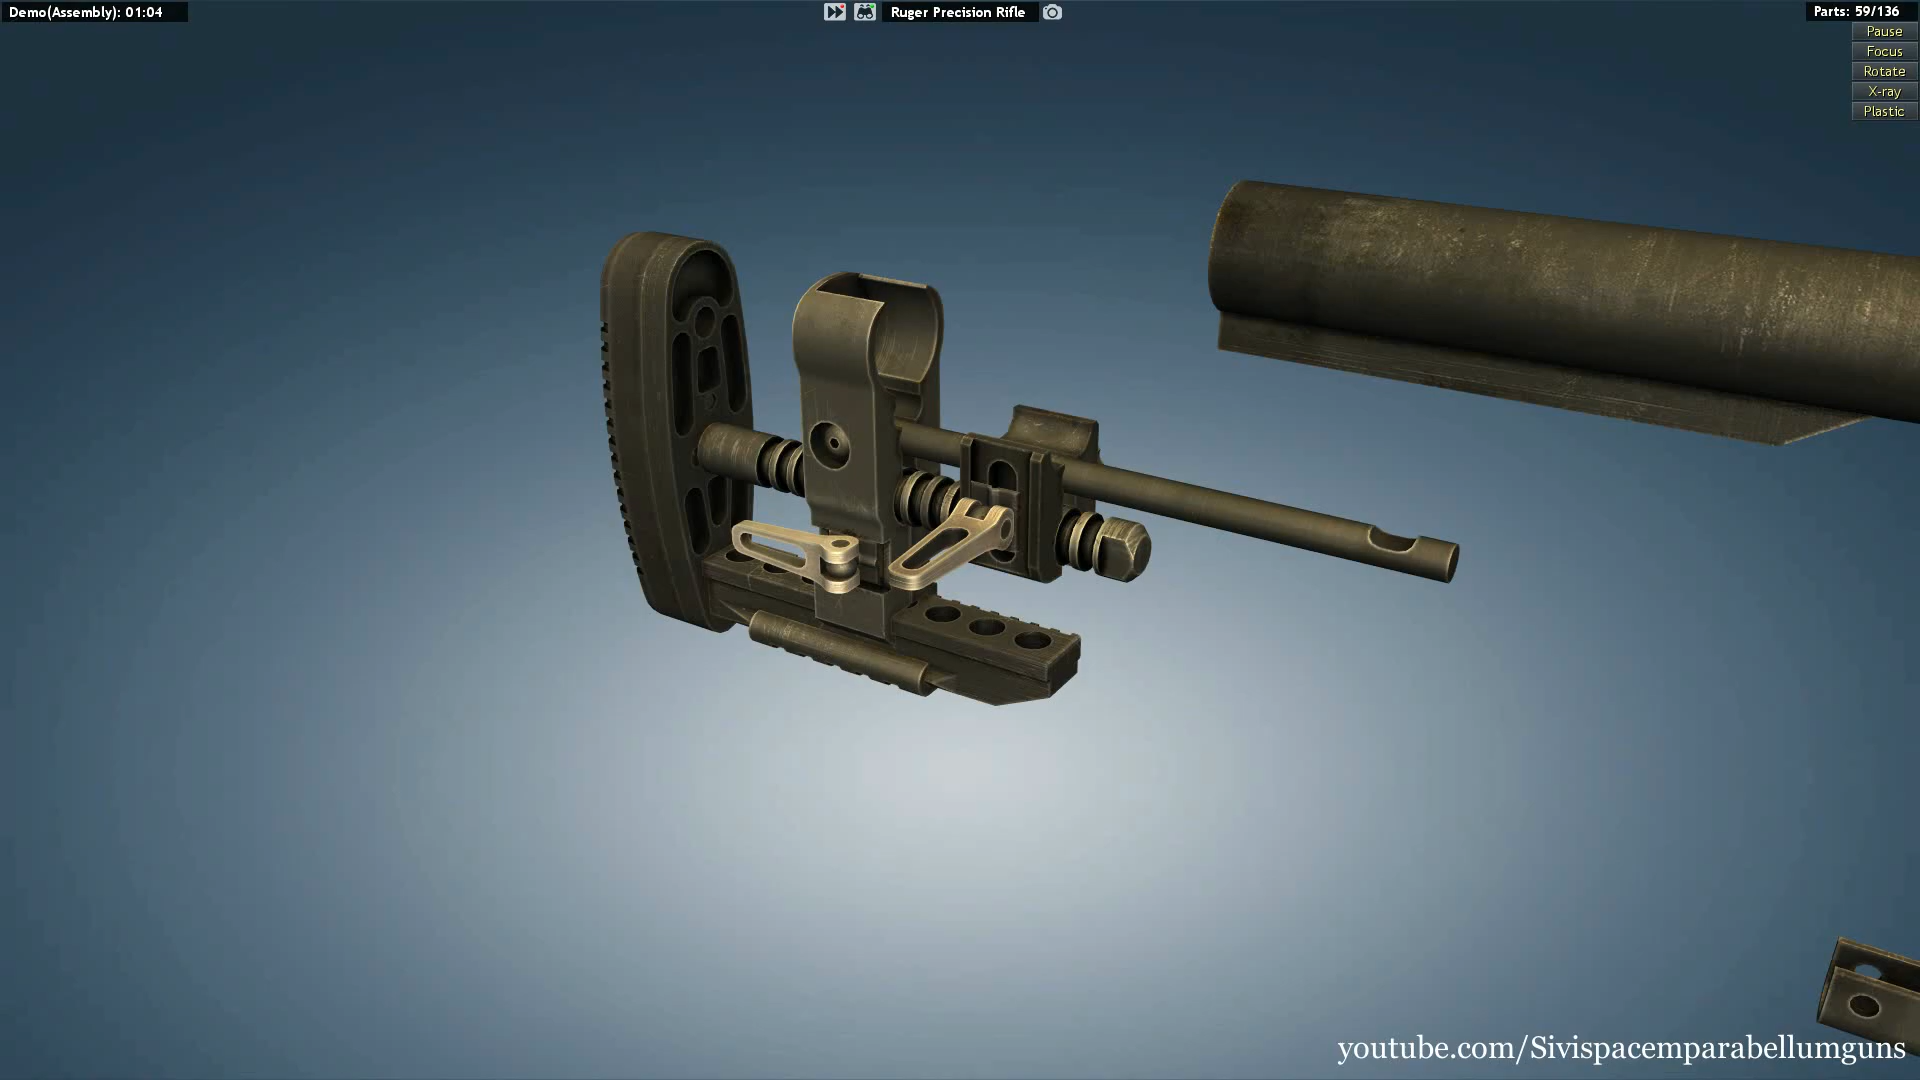 Demo(Assembly): 01:04
Ruger Precision Rifle
Parts: 59/136
Pause
Focus
Rotate
X-ray
Plastic
youtube.com/Sivispacemparabellumguns